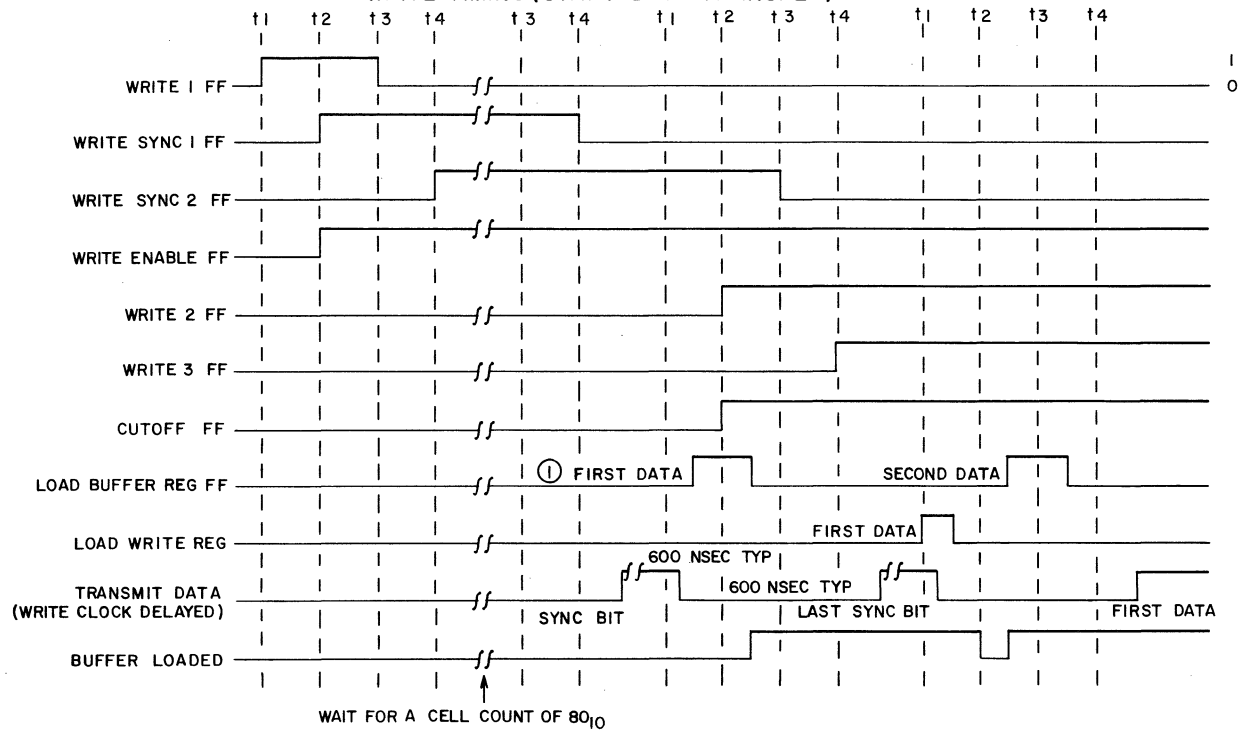 t1 t2 t3 t4 t3 t4 t1 t2 t3 t4 t1 t2 t3 t4
WRITE 1 FF
1
0
WRITE SYNC 1 FF
WRITE SYNC 2 FF
WRITE ENABLE FF
WRITE 2 FF
WRITE 3 FF
CUTOFF FF
LOAD BUFFER REG FF
① FIRST DATA
SECOND DATA
LOAD WRITE REG
FIRST DATA
600 NSEC TYP
TRANSMIT DATA
(WRITE CLOCK DELAYED)
600 NSEC TYP
SYNC BIT
LAST SYNC BIT
FIRST DATA
BUFFER LOADED
WAIT FOR A CELL COUNT OF 80₁₀